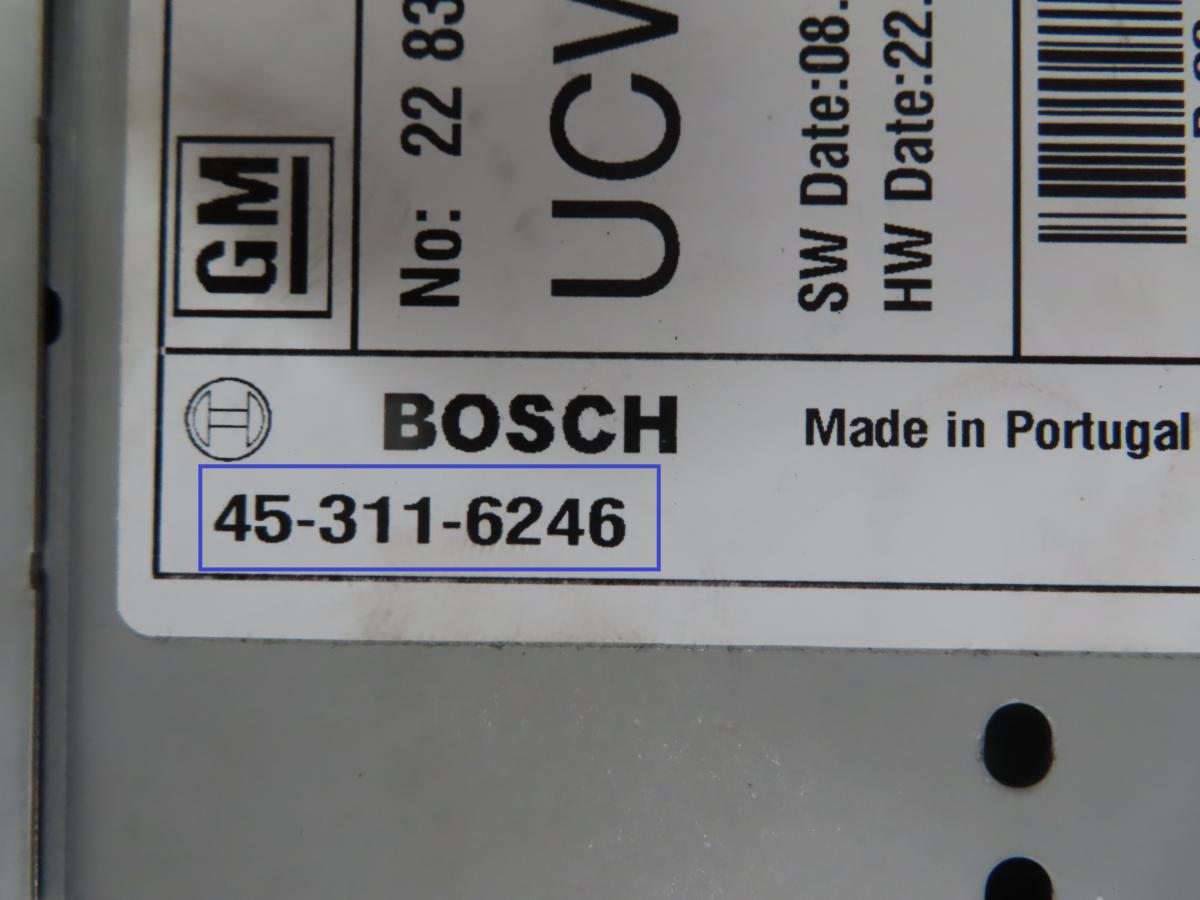 GM
No: 22 83
UCV
SW Date:08.
HW Date:22.
BOSCH
Made in Portugal
45-311-6246